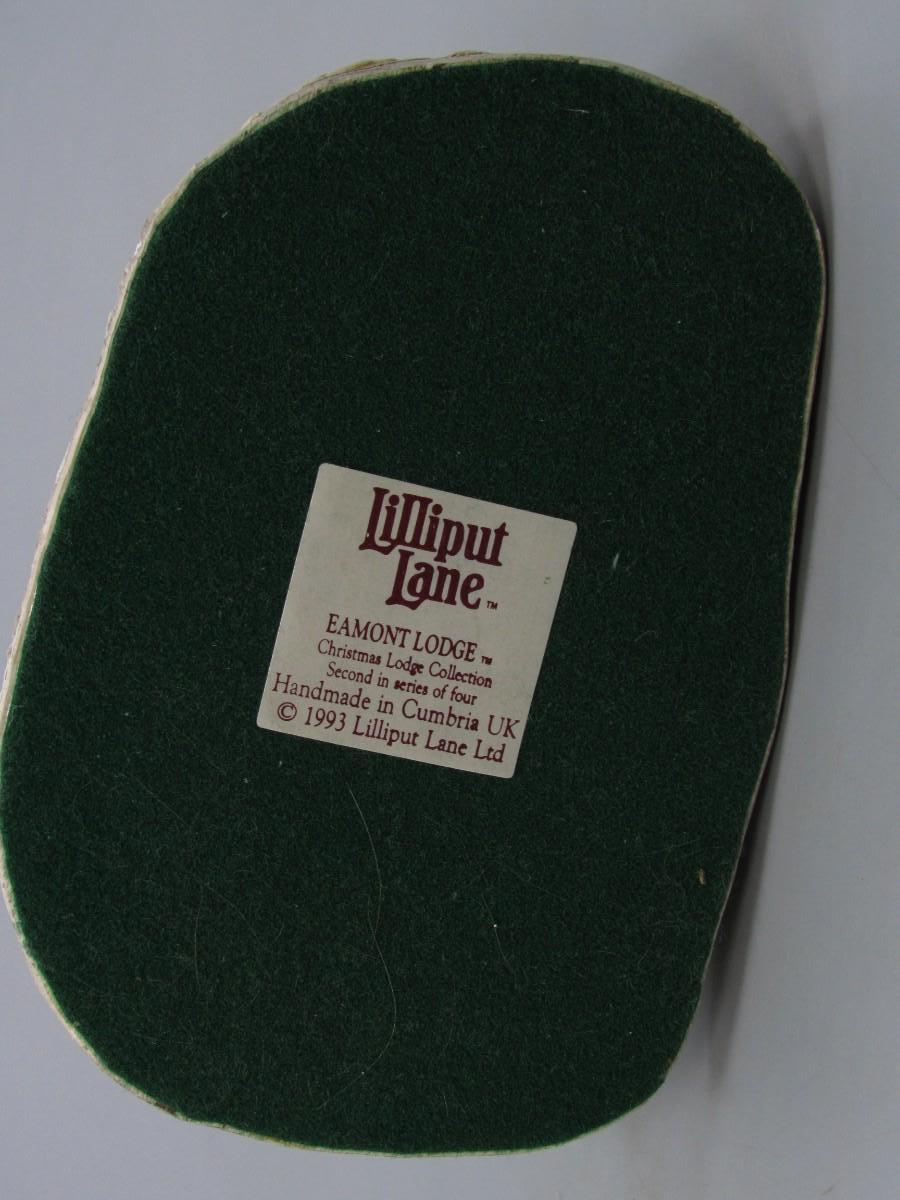 Lilliput
Lane™
EAMONT LODGE™
Christmas Lodge Collection
Second in series of four
Handmade in Cumbria UK
© 1993 Lilliput Lane Ltd